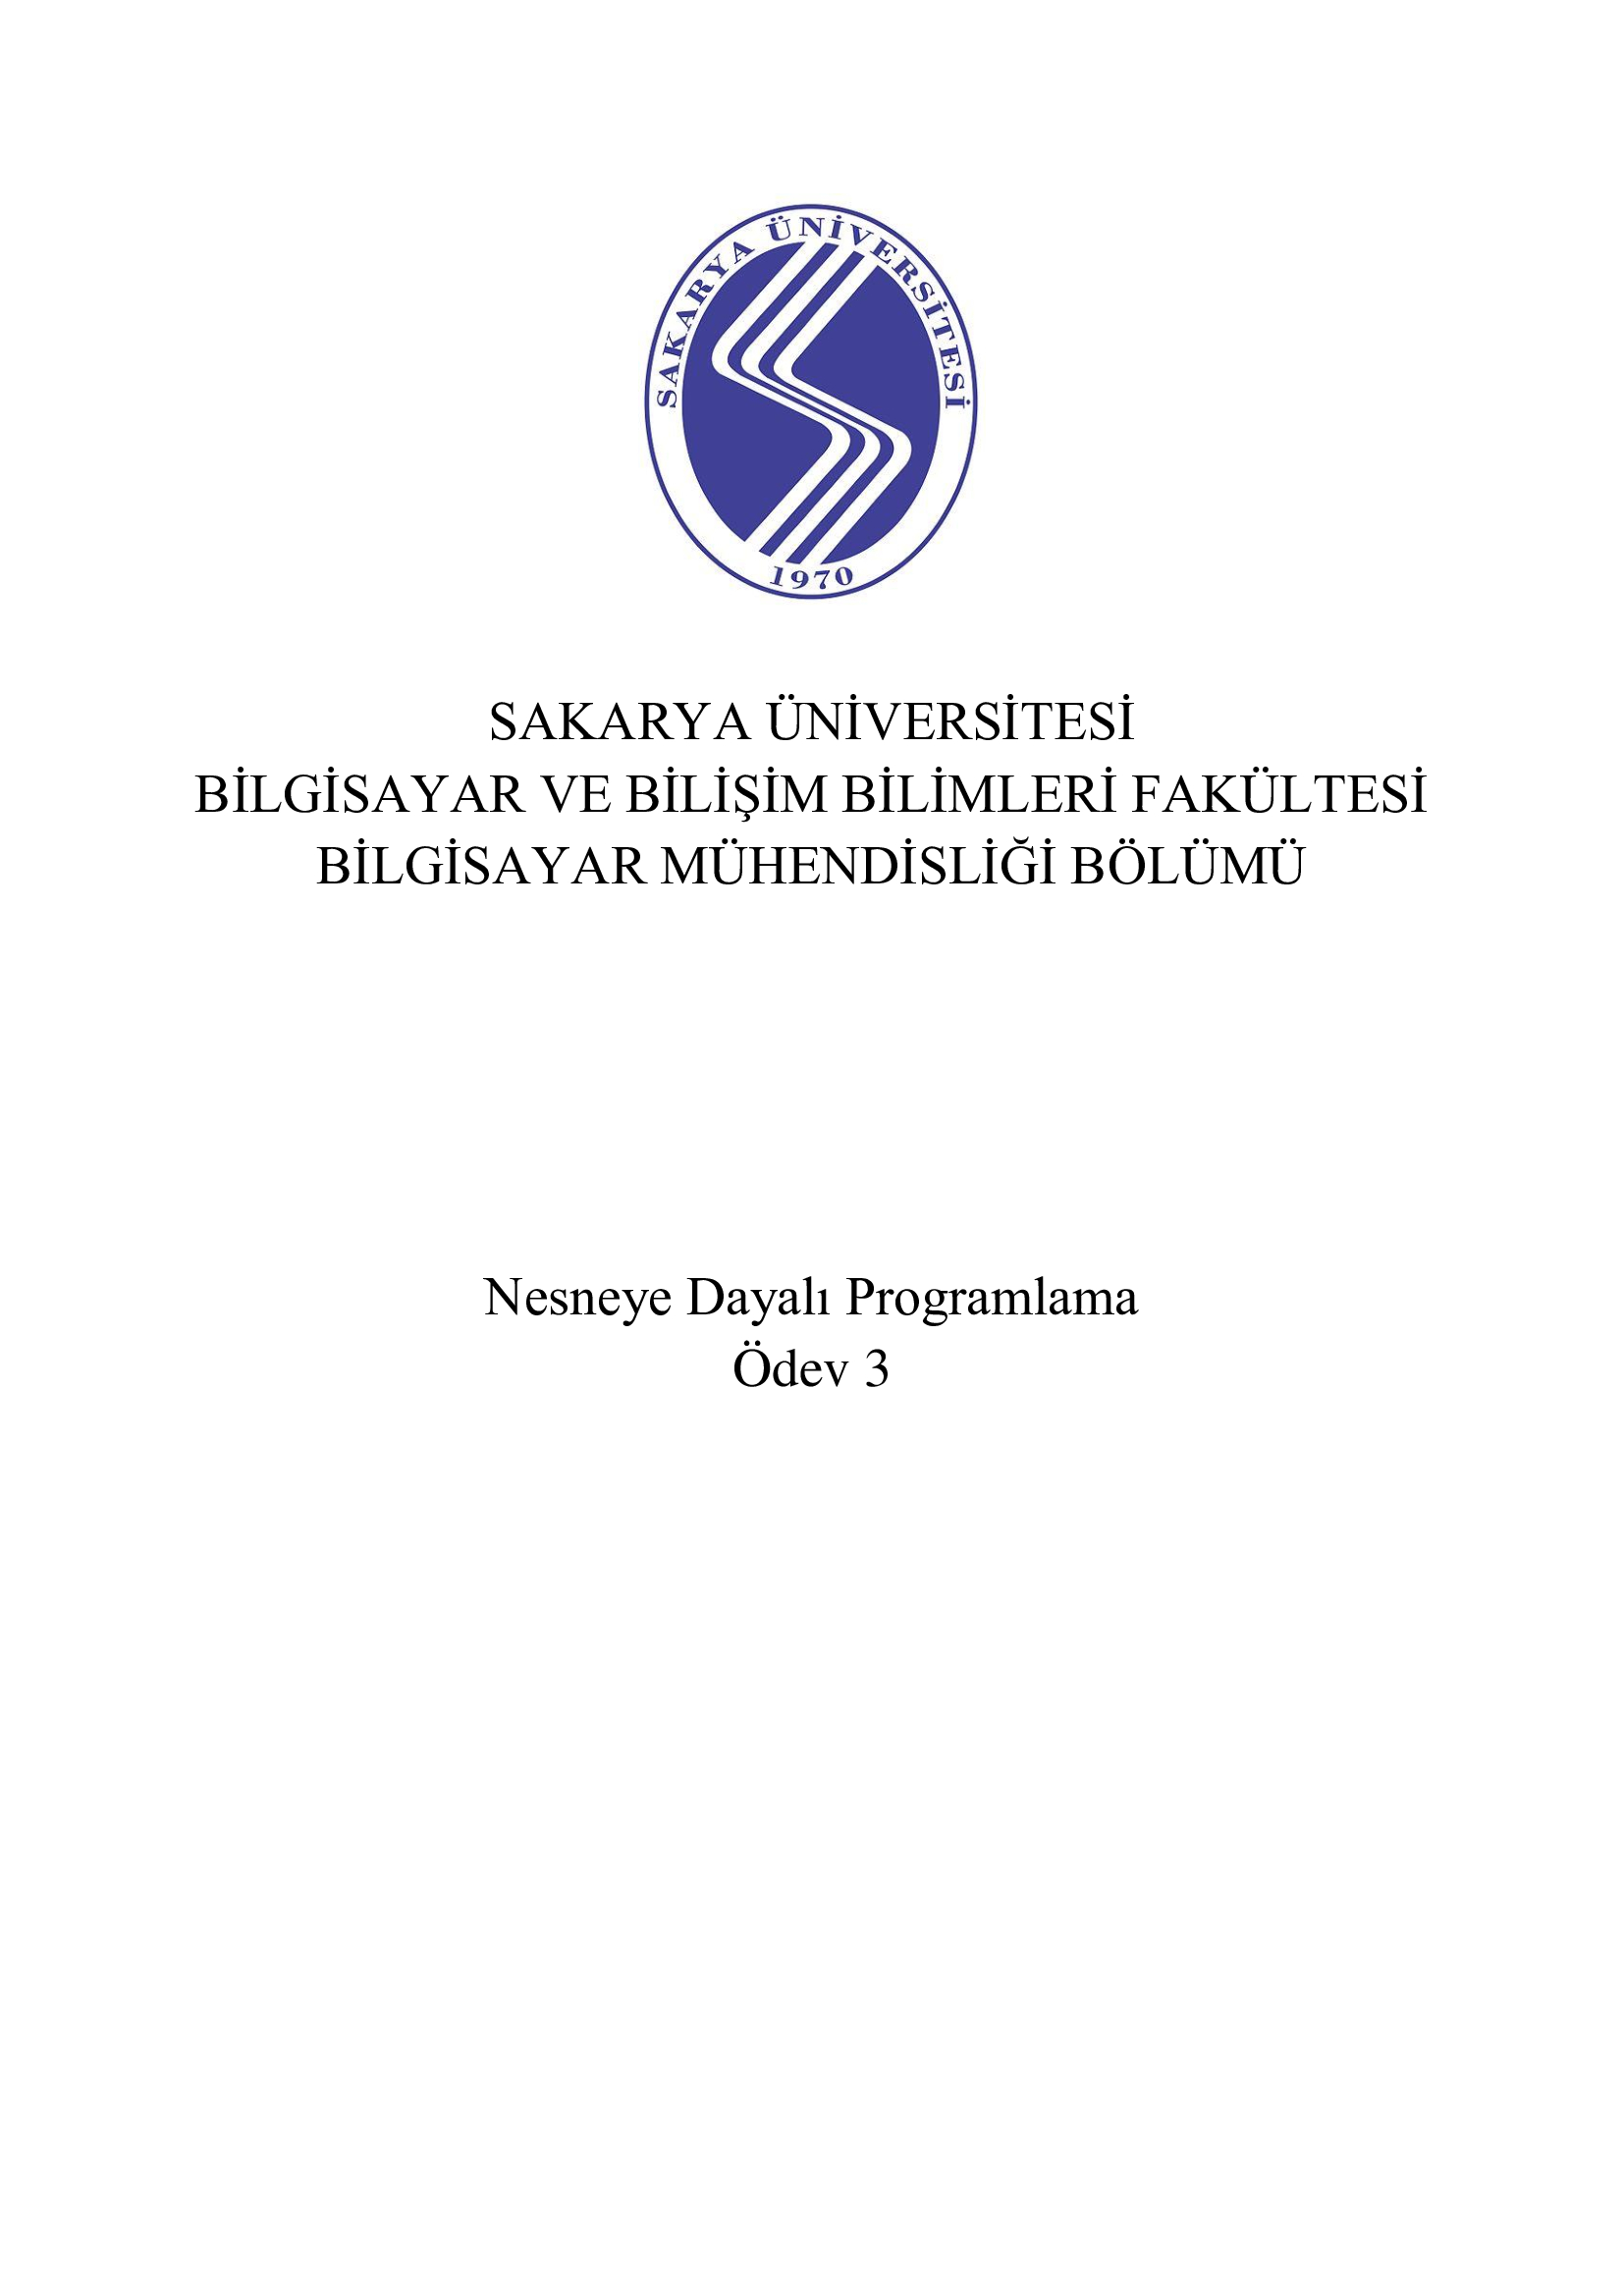 SAKARYA ÜNİVERSİTESİ
1970
SAKARYA ÜNİVERSİTESİ
BİLGİSAYAR VE BİLİŞİM BİLİMLERİ FAKÜLTESİ
BİLGİSAYAR MÜHENDİSLİĞİ BÖLÜMÜ
Nesneye Dayalı Programlama
Ödev 3